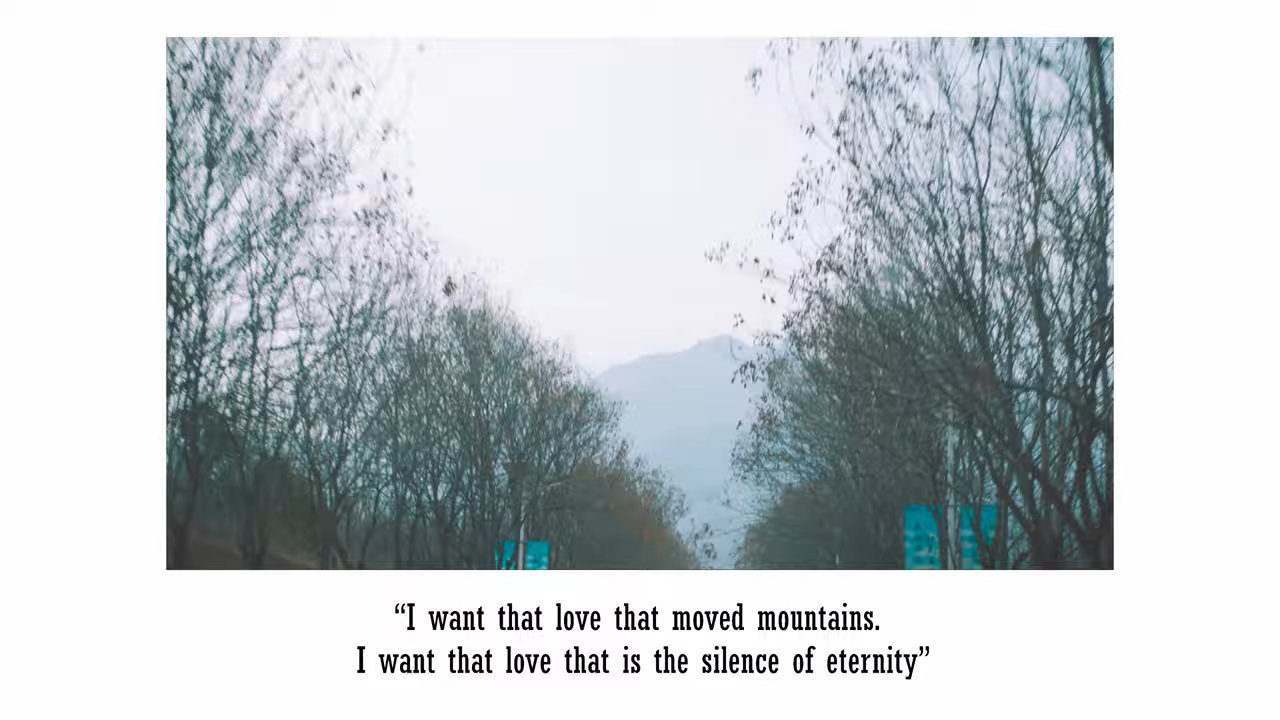 “I want that love that moved mountains.
I want that love that is the silence of eternity”